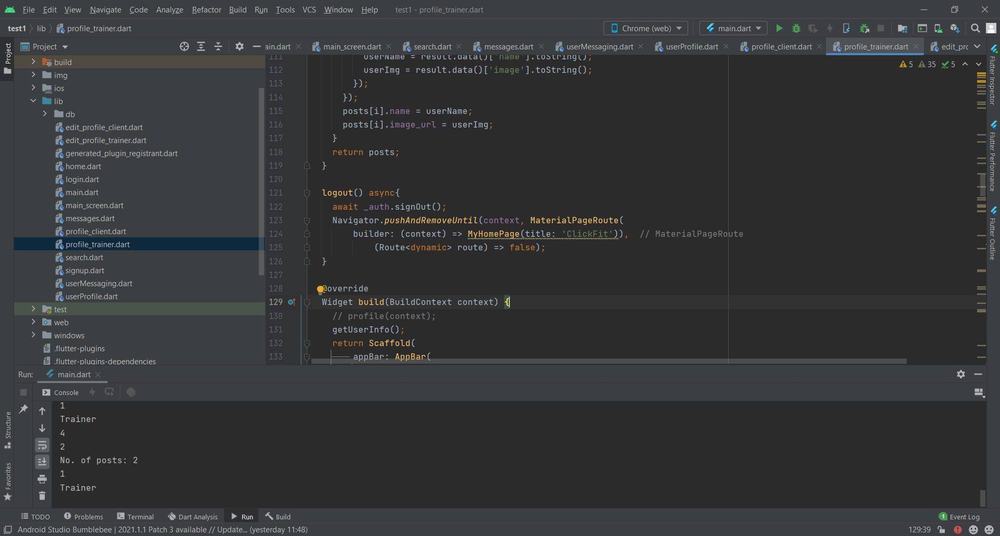 File Edit View Navigate Code Analyze Refactor Build Run Tools VCS Window Help test1 - profile_trainer.dart
test1 lib profile_trainer.dart
Chrome (web) main.dart
Project
ain.dart main_screen.dart search.dart messages.dart userMessaging.dart userProfile.dart profile_client.dart profile_trainer.dart edit_prc
Project
build
img
ios
lib
db
edit_profile_client.dart
edit_profile_trainer.dart
generated_plugin_registrant.dart
home.dart
login.dart
main.dart
main_screen.dart
messages.dart
profile_client.dart
profile_trainer.dart
search.dart
signup.dart
userMessaging.dart
userProfile.dart
test
web
windows
.flutter-plugins
.flutter-plugins-dependencies
5 35 5
111 userName = result.data()['name'].toString();
112 userImg = result.data()['image'].toString();
113 });
114 });
115 posts[i].name = userName;
116 posts[i].image_url = userImg;
117 }
118 return posts;
119 }
120
121 logout() async{
122 await _auth.signOut();
123 Navigator.pushAndRemoveUntil(context, MaterialPageRoute(
124 builder: (context) => MyHomePage(title: 'ClickFit')), // MaterialPageRoute
125 (Route<dynamic> route) => false);
126 }
127
128 @override
129 Widget build(BuildContext context) {
130 // profile(context);
131 getUserInfo();
132 return Scaffold(
133 appBar: AppBar(
Flutter Inspector
Flutter Performance
Flutter Outline
Run: main.dart
Console
1
Trainer
4
2
No. of posts: 2
1
Trainer
Structure
Favorites
TODO Problems Terminal Dart Analysis Run Build 1 Event Log
Android Studio Bumblebee | 2021.1.1 Patch 3 available // Update... (yesterday 11:48) 129:39